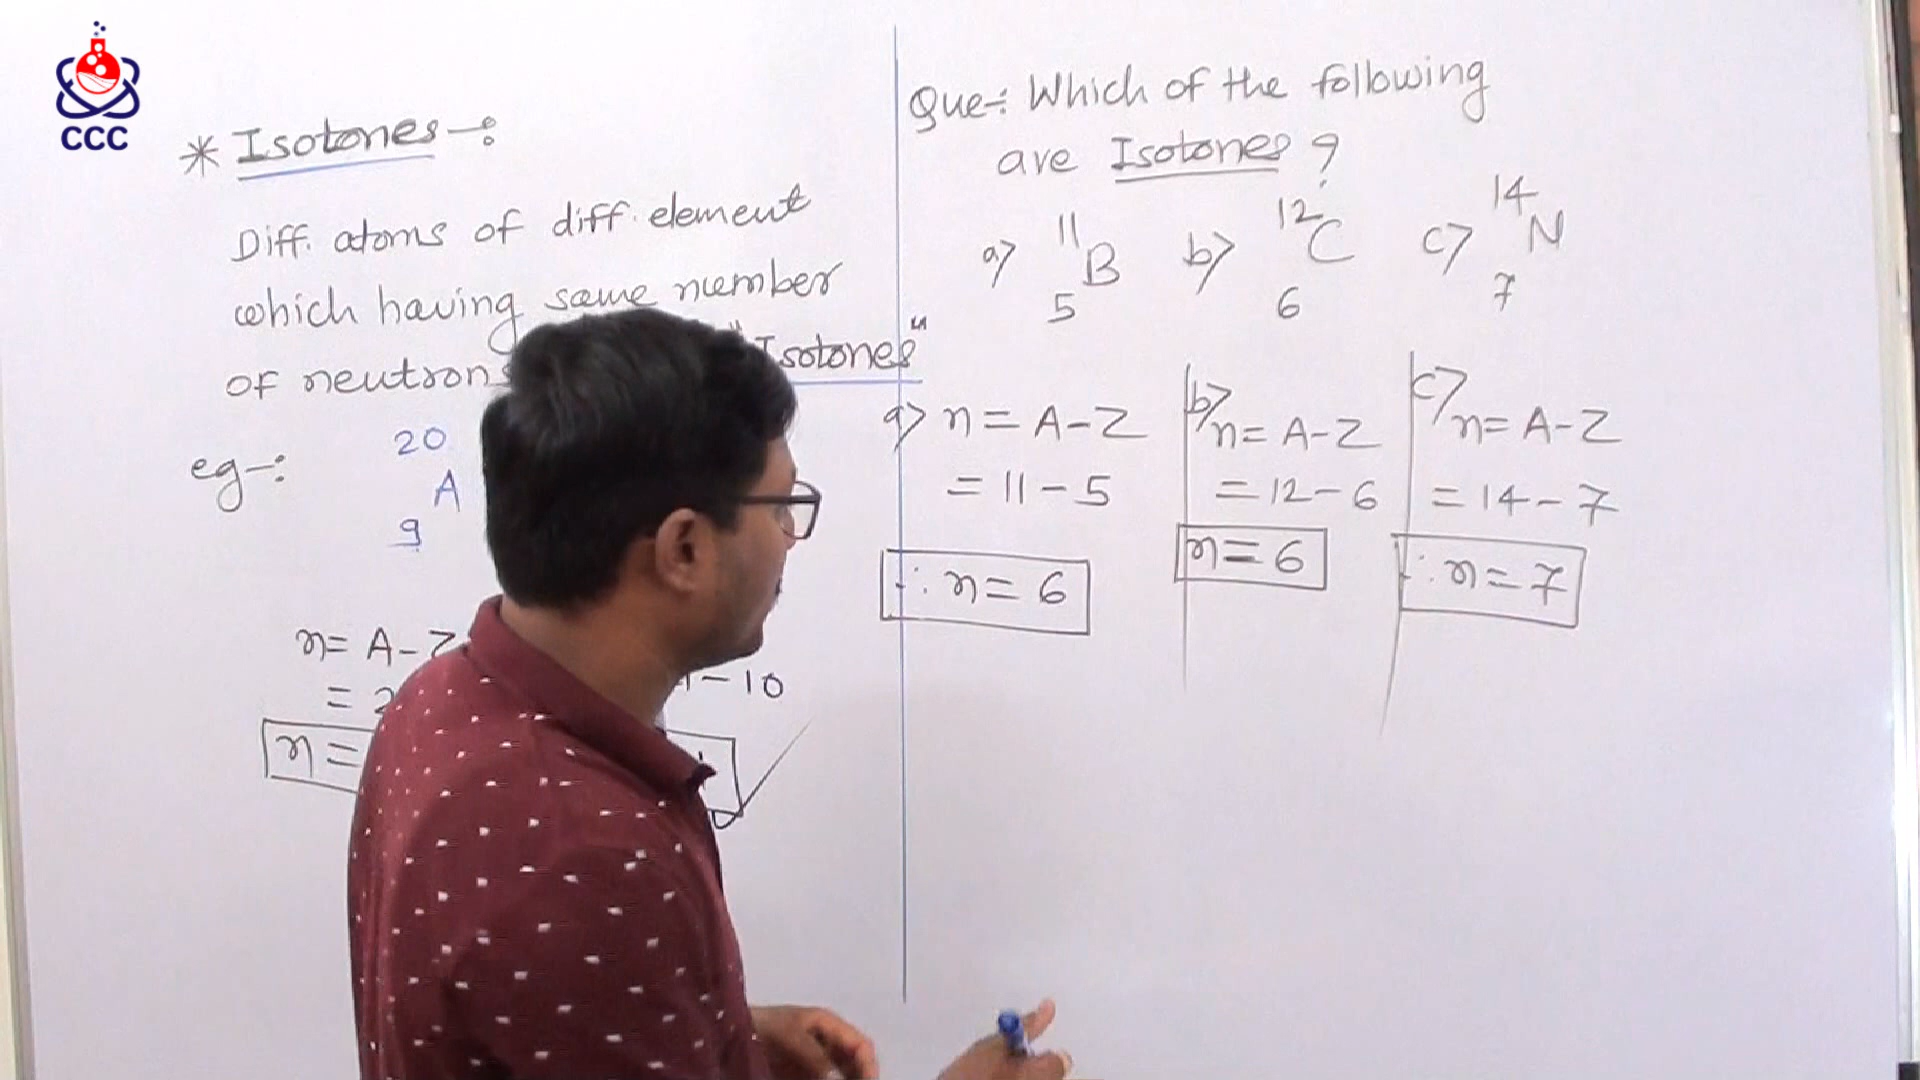 CCC
* Isotones -:
Diff. atoms of diff. element
which having same number
of neutrons "Isotones"
eg-:
20
A
9
n= A-Z
= 2 -10
n=
Que-: Which of the following
are Isotones ?
a) 11 B 5 b) 12 C 6 c) 14 N 7
a) n = A-Z
= 11-5
∴ n = 6
b) n= A-Z
=12-6
n=6
c) n= A-Z
=14-7
∴ n=7